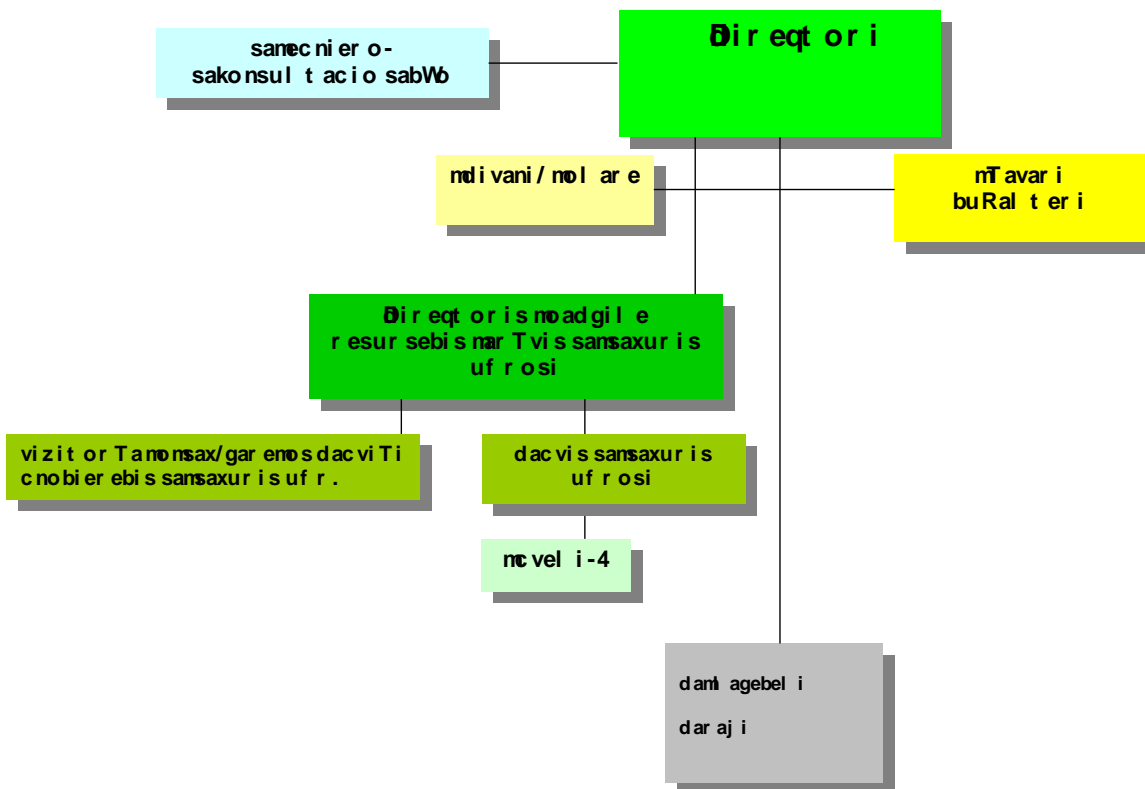 samecniero-
sakonsultacio sabWo
Direqtori
mdivani/molare
mTavari
buRalteri
Direqtoris moadgile
resursebis marTvis samsaxuris
ufrosi
vizitorTa momsax/garemos dacviTi
cnobierebis samsaxuris ufr.
dacvis samsaxuris
ufrosi
mcveli-4
damlagebeli
daraji